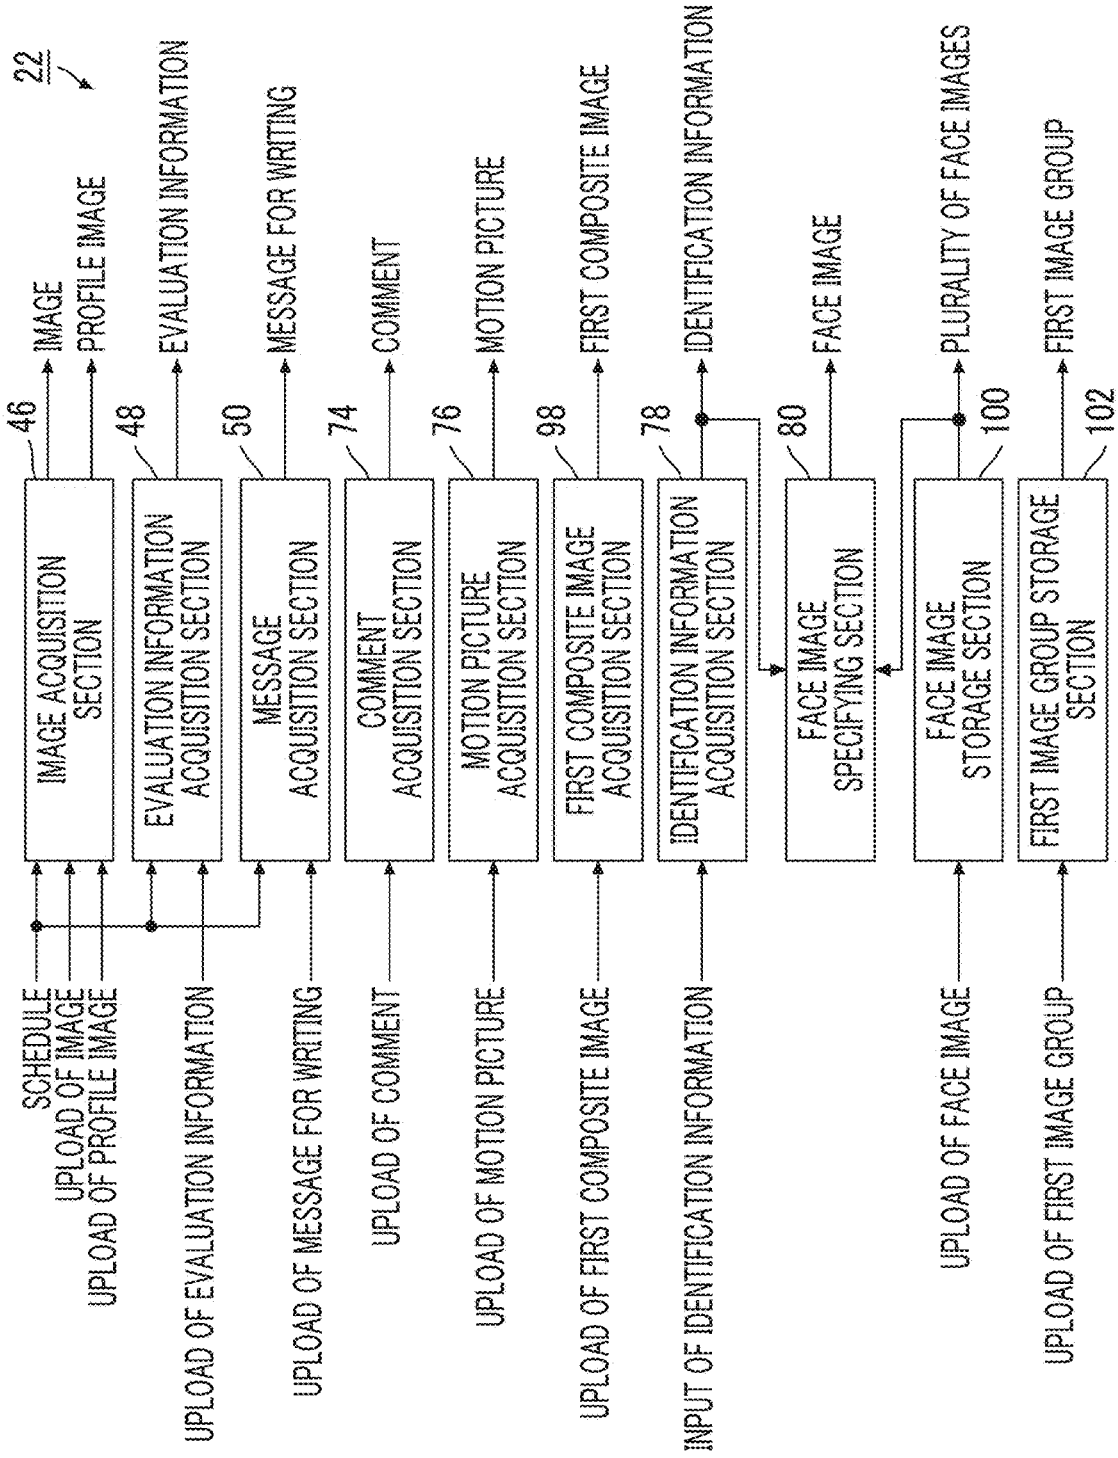 22
SCHEDULE
UPLOAD OF IMAGE
UPLOAD OF PROFILE IMAGE
IMAGE ACQUISITION
SECTION
46
IMAGE
PROFILE IMAGE
UPLOAD OF EVALUATION INFORMATION
EVALUATION INFORMATION
ACQUISITION SECTION
48
EVALUATION INFORMATION
UPLOAD OF MESSAGE FOR WRITING
MESSAGE
ACQUISITION SECTION
50
MESSAGE FOR WRITING
UPLOAD OF COMMENT
COMMENT
ACQUISITION SECTION
74
COMMENT
UPLOAD OF MOTION PICTURE
MOTION PICTURE
ACQUISITION SECTION
76
MOTION PICTURE
UPLOAD OF FIRST COMPOSITE IMAGE
FIRST COMPOSITE IMAGE
ACQUISITION SECTION
98
FIRST COMPOSITE IMAGE
INPUT OF IDENTIFICATION INFORMATION
IDENTIFICATION INFORMATION
ACQUISITION SECTION
78
IDENTIFICATION INFORMATION
FACE IMAGE
SPECIFYING SECTION
80
FACE IMAGE
UPLOAD OF FACE IMAGE
FACE IMAGE
STORAGE SECTION
100
PLURALITY OF FACE IMAGES
UPLOAD OF FIRST IMAGE GROUP
FIRST IMAGE GROUP STORAGE
SECTION
102
FIRST IMAGE GROUP